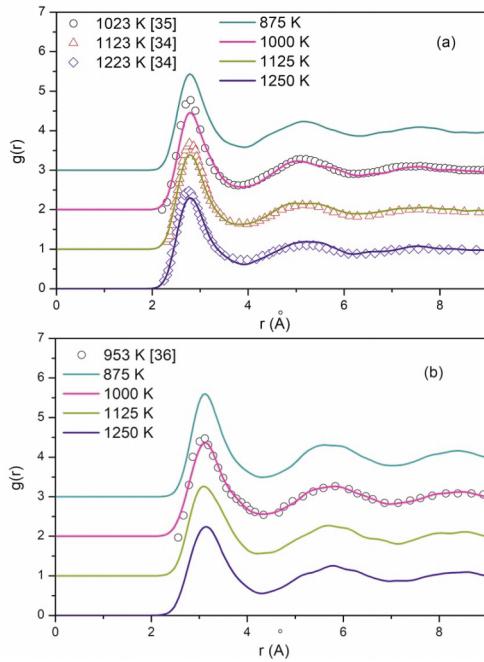 1023 K [35]
1123 K [34]
1223 K [34]
875 K
1000 K
1125 K
1250 K
(a)
g(r)
7
6
5
4
3
2
1
0
0 2 4 6 8
r (Å)
953 K [36]
875 K
1000 K
1125 K
1250 K
(b)
g(r)
7
6
5
4
3
2
1
0
0 2 4 6 8
r (Å)